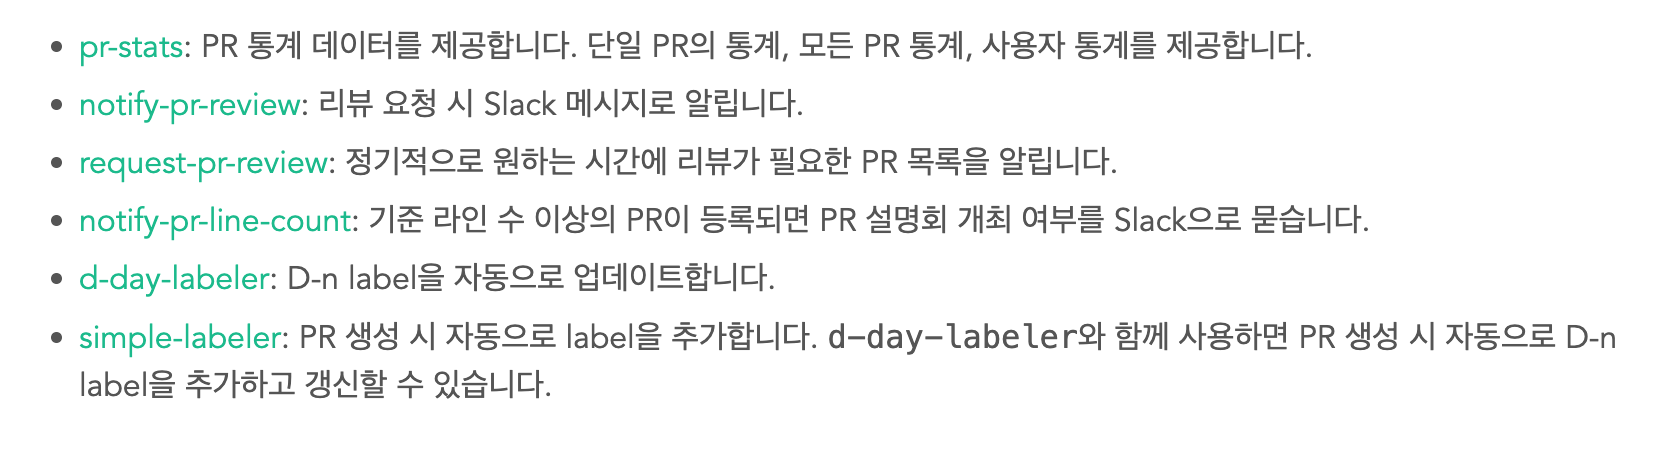 • pr-stats: PR 통계 데이터를 제공합니다. 단일 PR의 통계, 모든 PR 통계, 사용자 통계를 제공합니다.
• notify-pr-review: 리뷰 요청 시 Slack 메시지로 알립니다.
• request-pr-review: 정기적으로 원하는 시간에 리뷰가 필요한 PR 목록을 알립니다.
• notify-pr-line-count: 기준 라인 수 이상의 PR이 등록되면 PR 설명회 개최 여부를 Slack으로 묻습니다.
• d-day-labeler: D-n label을 자동으로 업데이트합니다.
• simple-labeler: PR 생성 시 자동으로 label을 추가합니다. d-day-labeler와 함께 사용하면 PR 생성 시 자동으로 D-n
label을 추가하고 갱신할 수 있습니다.